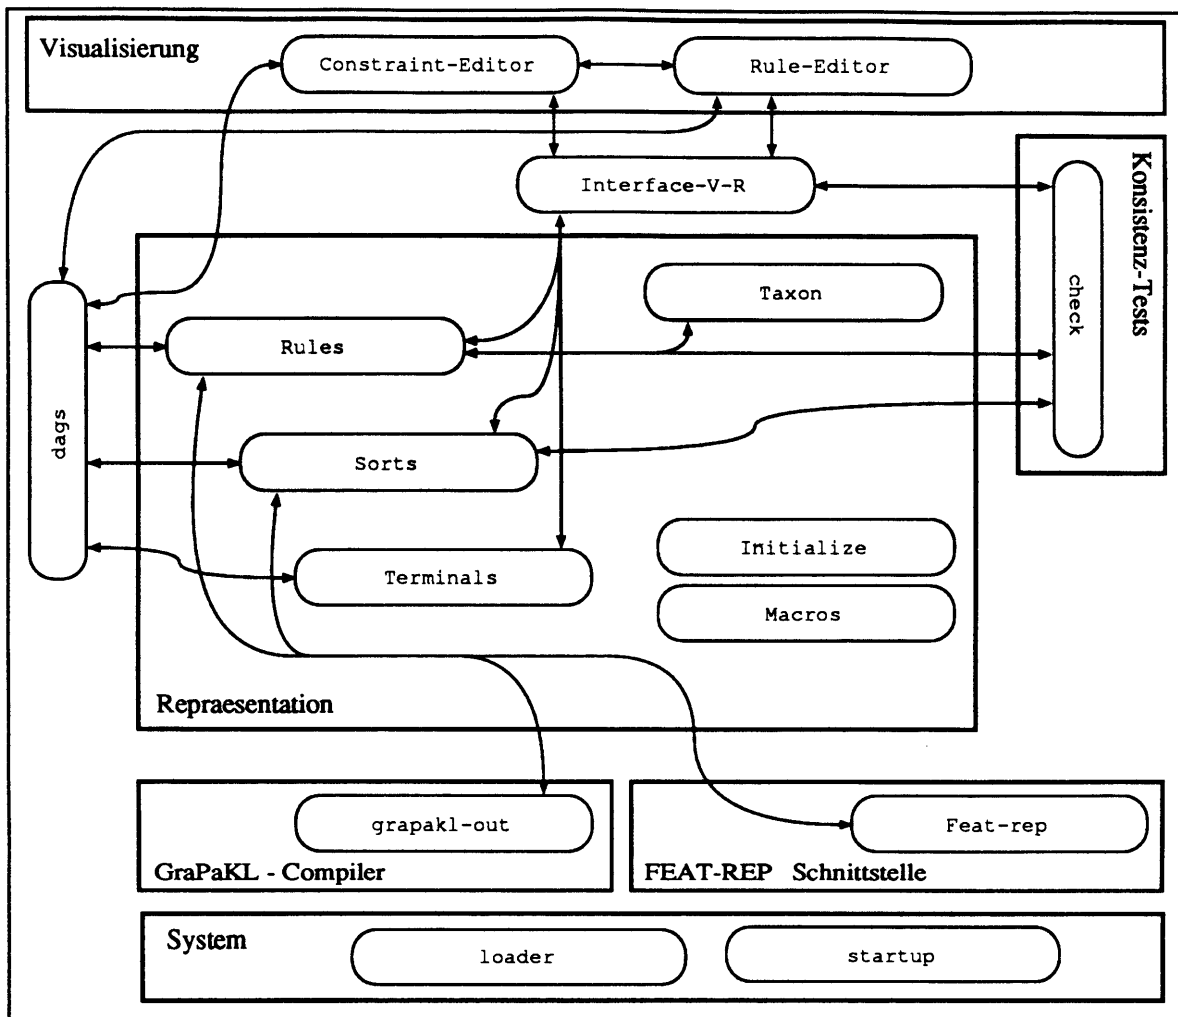 Visualisierung
Constraint-Editor
Rule-Editor
Interface-V-R
Konsistenz-Tests
check
Taxon
Rules
dags
Sorts
Initialize
Terminals
Macros
Repraesentation
grapakl-out
Feat-rep
GraPaKL - Compiler
FEAT-REP Schnittstelle
System
loader
startup